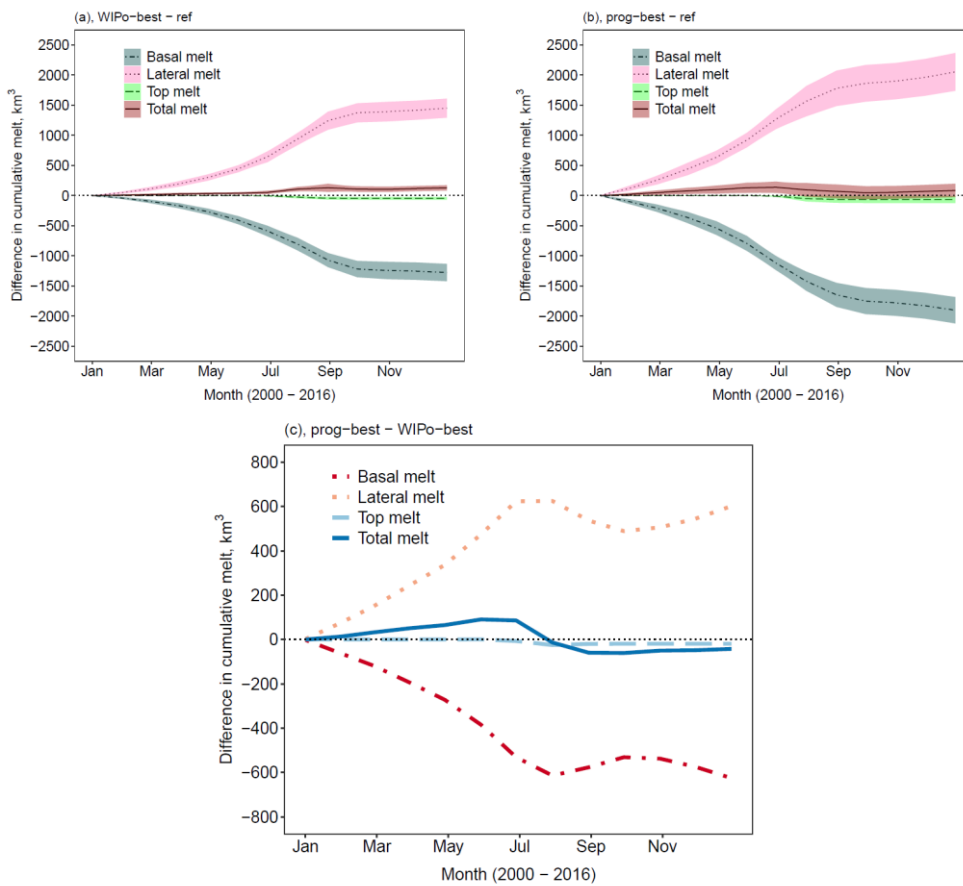 (a), WIPo−best − ref
2500
2000
1500
1000
500
0
−500
−1000
−1500
−2000
−2500
Difference in cumulative melt, km³
Basal melt
Lateral melt
Top melt
Total melt
Jan Mar May Jul Sep Nov
Month (2000 − 2016)
(b), prog−best − ref
2500
2000
1500
1000
500
0
−500
−1000
−1500
−2000
−2500
Difference in cumulative melt, km³
Basal melt
Lateral melt
Top melt
Total melt
Jan Mar May Jul Sep Nov
Month (2000 − 2016)
(c), prog−best − WIPo−best
800
600
400
200
0
−200
−400
−600
−800
Difference in cumulative melt, km³
Basal melt
Lateral melt
Top melt
Total melt
Jan Mar May Jul Sep Nov
Month (2000 − 2016)